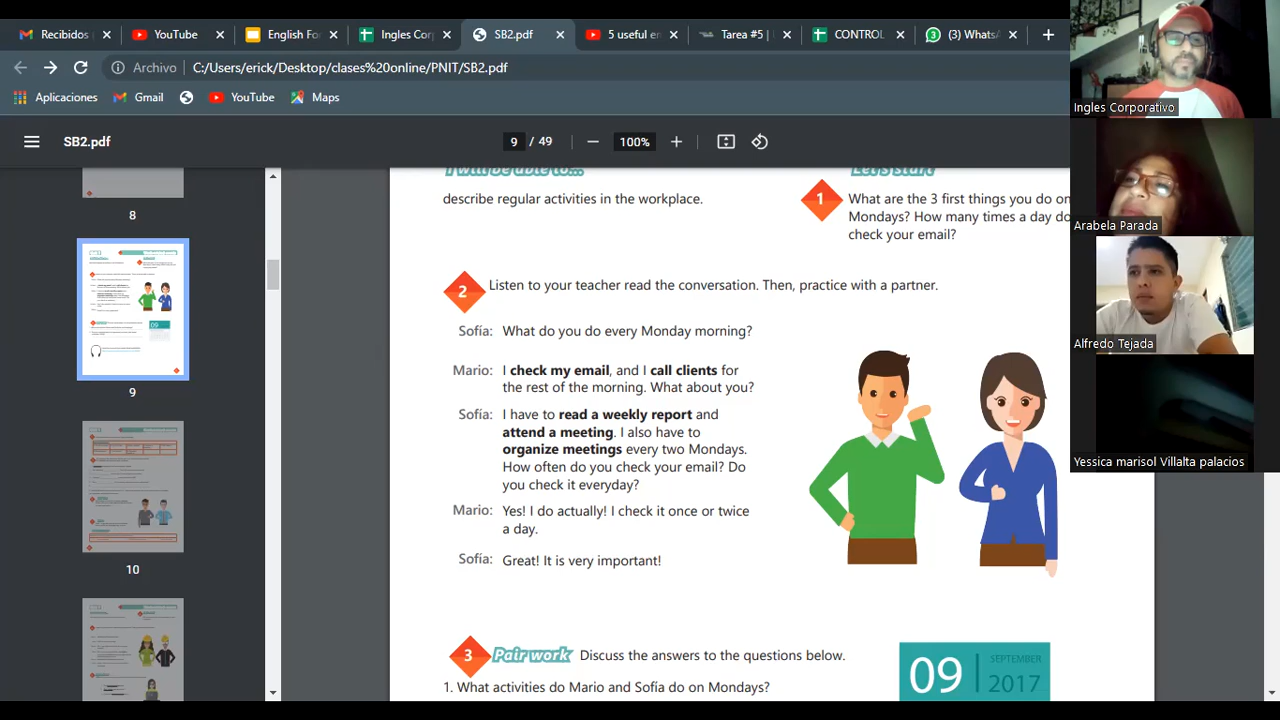 Recibidos
YouTube
English For
Ingles Corp
SB2.pdf
5 useful en
Tarea #5 |
CONTROL
(3) Whats
Archivo
C:/Users/erick/Desktop/clases%20online/PNIT/SB2.pdf
Aplicaciones
Gmail
YouTube
Maps
SB2.pdf
9 / 49
100%
8
9
10
I will be able to...
describe regular activities in the workplace.
Let's start
1
What are the 3 first things you do on
Mondays? How many times a day do
check your email?
2
Listen to your teacher read the conversation. Then, practice with a partner.
Sofía: What do you do every Monday morning?
Mario: I check my email, and I call clients for
the rest of the morning. What about you?
Sofía: I have to read a weekly report and
attend a meeting. I also have to
organize meetings every two Mondays.
How often do you check your email? Do
you check it everyday?
Mario: Yes! I do actually! I check it once or twice
a day.
Sofía: Great! It is very important!
3
Pair work Discuss the answers to the questions below.
1. What activities do Mario and Sofía do on Mondays?
09
SEPTEMBER
2017
Ingles Corporativo
Arabela Parada
Alfredo Tejada
Yessica marisol Villalta palacios